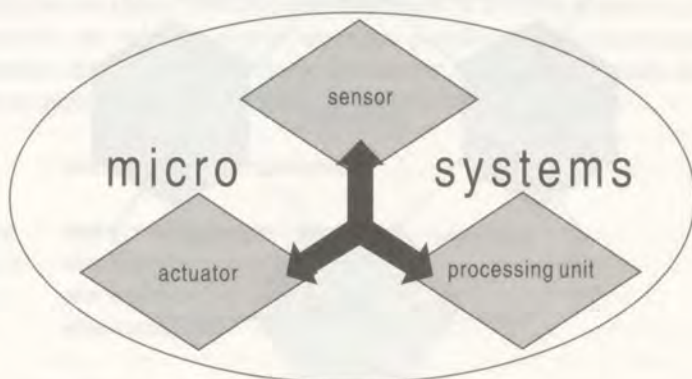 sensor
micro systems
actuator
processing unit